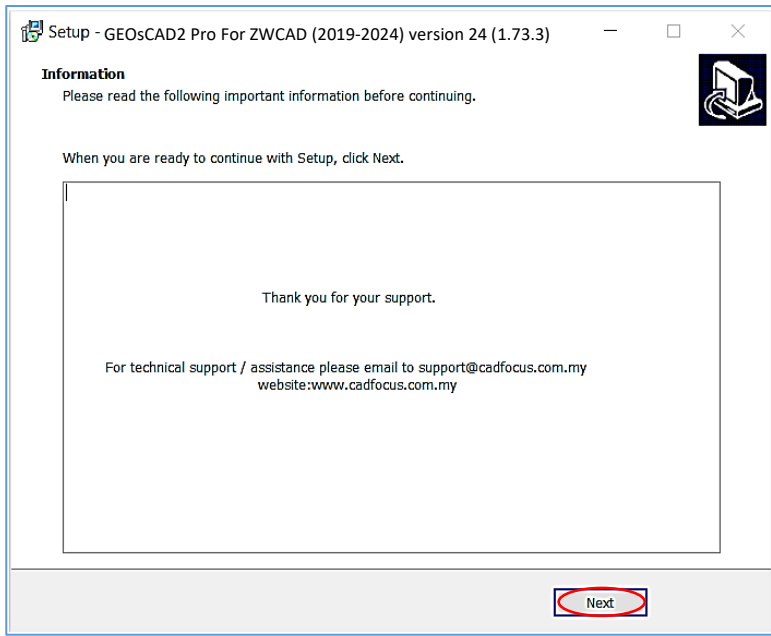 Setup - GEOsCAD2 Pro For ZWCAD (2019-2024) version 24 (1.73.3)
Information
Please read the following important information before continuing.
When you are ready to continue with Setup, click Next.
Thank you for your support.
For technical support / assistance please email to support@cadfocus.com.my
website:www.cadfocus.com.my
Next